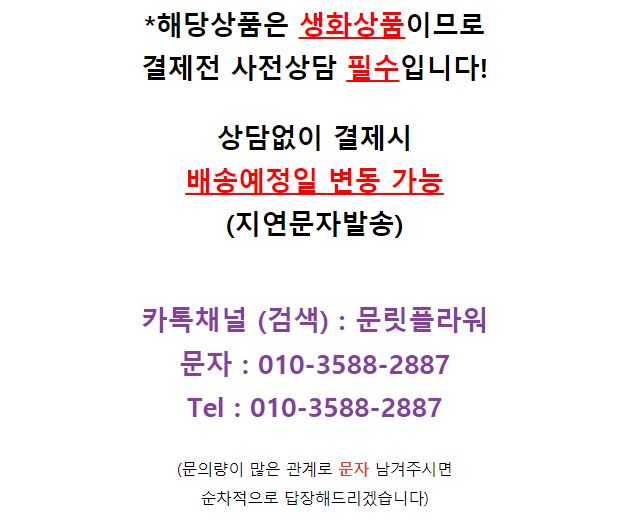 *해당상품은 생화상품이므로
결제전 사전상담 필수입니다!
상담없이 결제시
배송예정일 변동 가능
(지연문자발송)
카톡채널 (검색) : 문릿플라워
문자 : 010-3588-2887
Tel : 010-3588-2887
(문의량이 많은 관계로 문자 남겨주시면
순차적으로 답장해드리겠습니다)